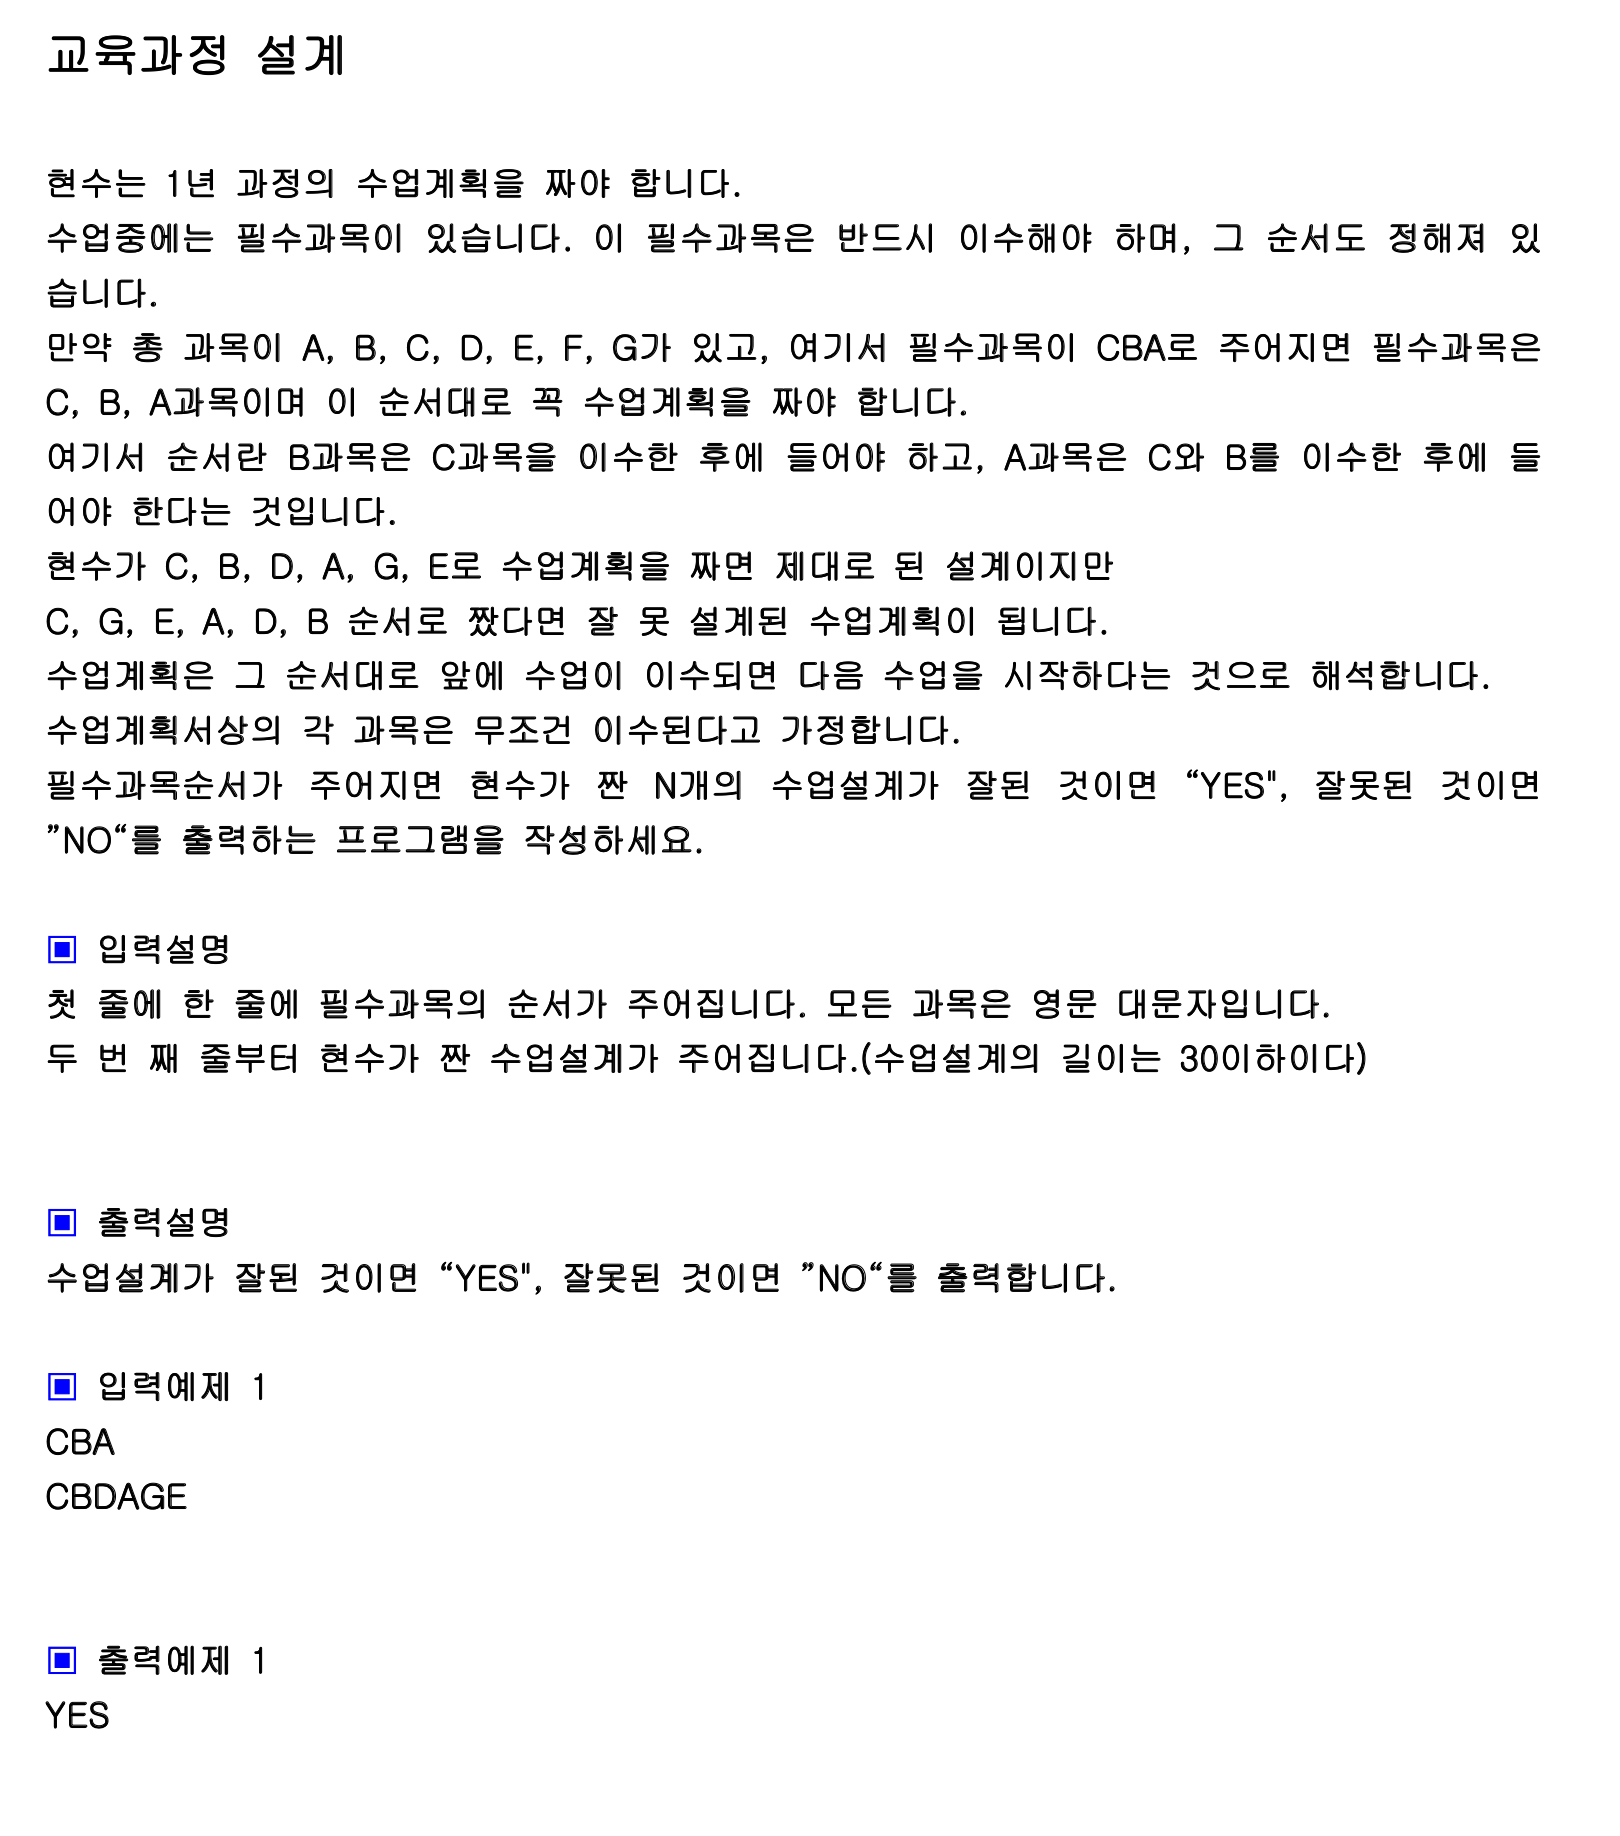 교육과정 설계
현수는 1년 과정의 수업계획을 짜야 합니다.
수업중에는 필수과목이 있습니다. 이 필수과목은 반드시 이수해야 하며, 그 순서도 정해져 있
습니다.
만약 총 과목이 A, B, C, D, E, F, G가 있고, 여기서 필수과목이 CBA로 주어지면 필수과목은
C, B, A과목이며 이 순서대로 꼭 수업계획을 짜야 합니다.
여기서 순서란 B과목은 C과목을 이수한 후에 들어야 하고, A과목은 C와 B를 이수한 후에 들
어야 한다는 것입니다.
현수가 C, B, D, A, G, E로 수업계획을 짜면 제대로 된 설계이지만
C, G, E, A, D, B 순서로 짰다면 잘 못 설계된 수업계획이 됩니다.
수업계획은 그 순서대로 앞에 수업이 이수되면 다음 수업을 시작하다는 것으로 해석합니다.
수업계획서상의 각 과목은 무조건 이수된다고 가정합니다.
필수과목순서가 주어지면 현수가 짠 N개의 수업설계가 잘된 것이면 “YES", 잘못된 것이면
”NO“를 출력하는 프로그램을 작성하세요.
▣ 입력설명
첫 줄에 한 줄에 필수과목의 순서가 주어집니다. 모든 과목은 영문 대문자입니다.
두 번 째 줄부터 현수가 짠 수업설계가 주어집니다.(수업설계의 길이는 30이하이다)
▣ 출력설명
수업설계가 잘된 것이면 “YES", 잘못된 것이면 ”NO“를 출력합니다.
▣ 입력예제 1
CBA
CBDAGE
▣ 출력예제 1
YES